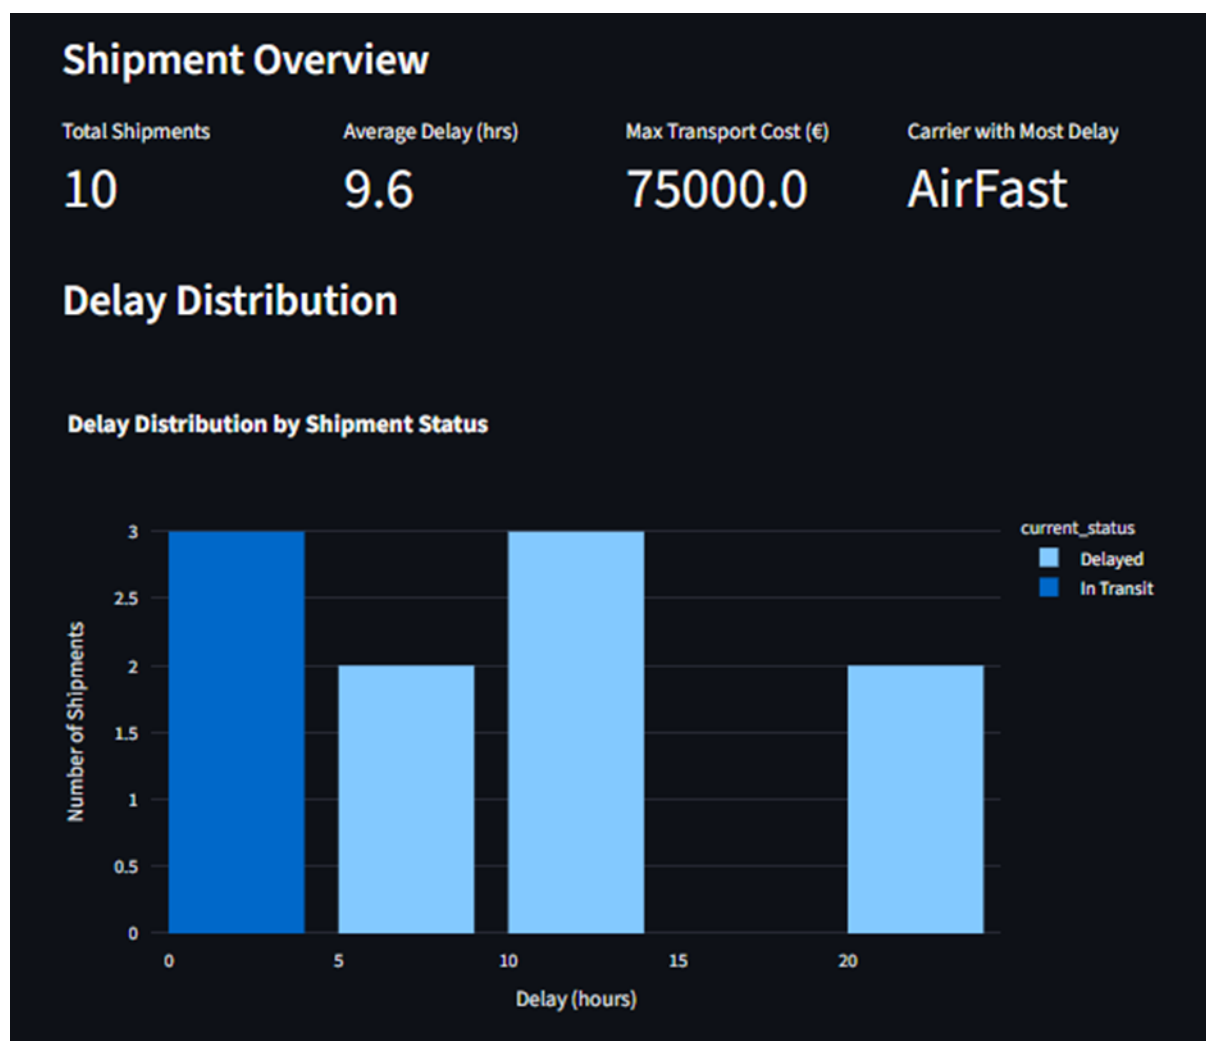 Shipment Overview
Total Shipments
Average Delay (hrs)
Max Transport Cost (€)
Carrier with Most Delay
10
9.6
75000.0
AirFast
Delay Distribution
Delay Distribution by Shipment Status
current_status
Delayed
In Transit
Number of Shipments
3
2.5
2
1.5
1
0.5
0
0
5
10
15
20
Delay (hours)